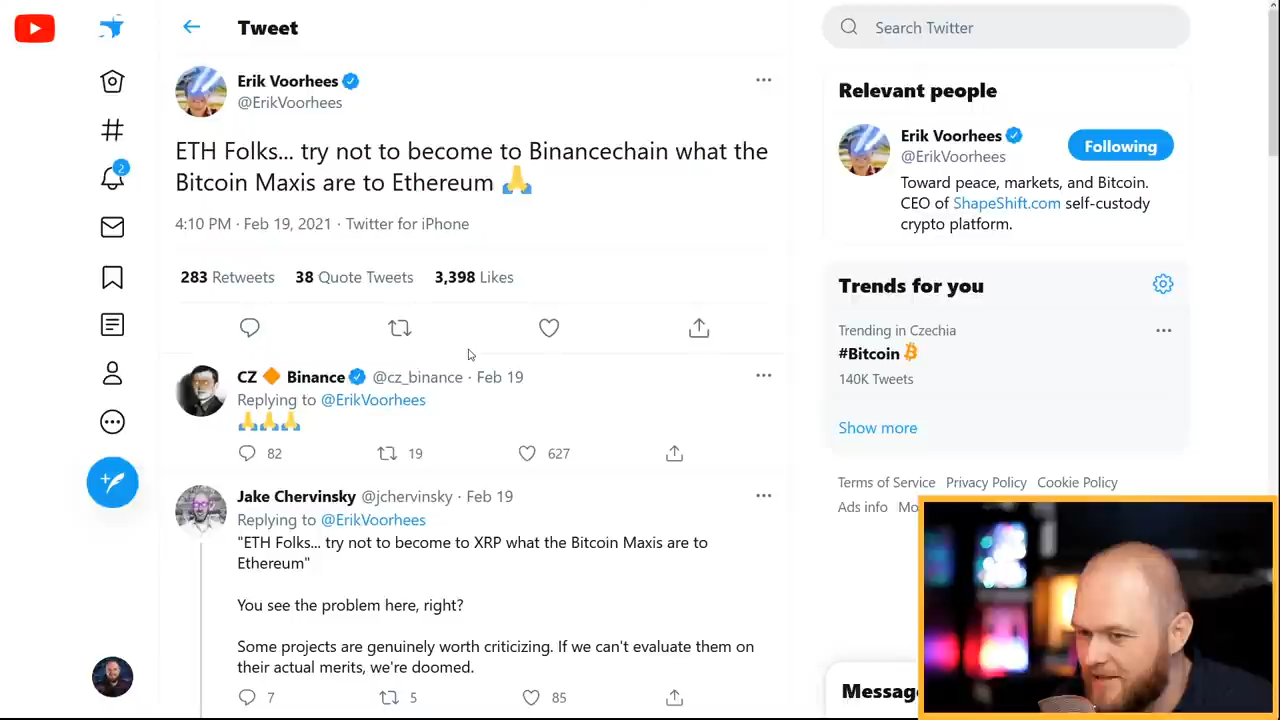 Tweet
Search Twitter
Erik Voorhees
@ErikVoorhees
ETH Folks... try not to become to Binancechain what the
Bitcoin Maxis are to Ethereum 🙏
4:10 PM · Feb 19, 2021 · Twitter for iPhone
283 Retweets 38 Quote Tweets 3,398 Likes
CZ 🔶 Binance @cz_binance · Feb 19
Replying to @ErikVoorhees
🙏🙏🙏
82 19 627
Jake Chervinsky @jchervinsky · Feb 19
Replying to @ErikVoorhees
"ETH Folks... try not to become to XRP what the Bitcoin Maxis are to
Ethereum"
You see the problem here, right?
Some projects are genuinely worth criticizing. If we can't evaluate them on
their actual merits, we're doomed.
7 5 85
2
Relevant people
Erik Voorhees
@ErikVoorhees
Following
Toward peace, markets, and Bitcoin.
CEO of ShapeShift.com self-custody
crypto platform.
Trends for you
Trending in Czechia
#Bitcoin
140K Tweets
Show more
Terms of Service Privacy Policy Cookie Policy
Ads info